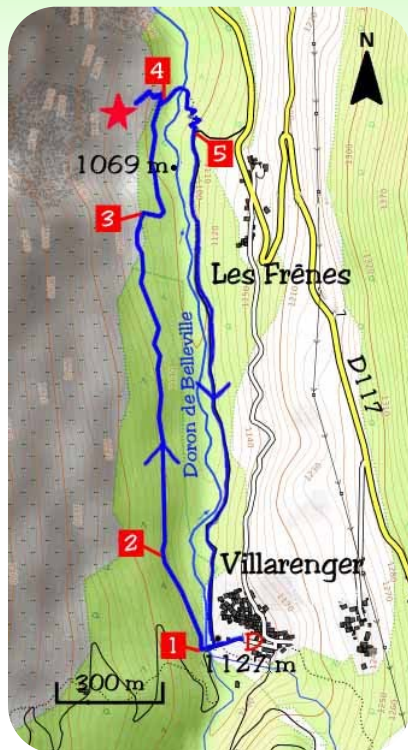 N
4
1069 m
5
3
Les Frênes
Doron de Belleville
D117
2
Villarenger
1
D
1127 m
300 m